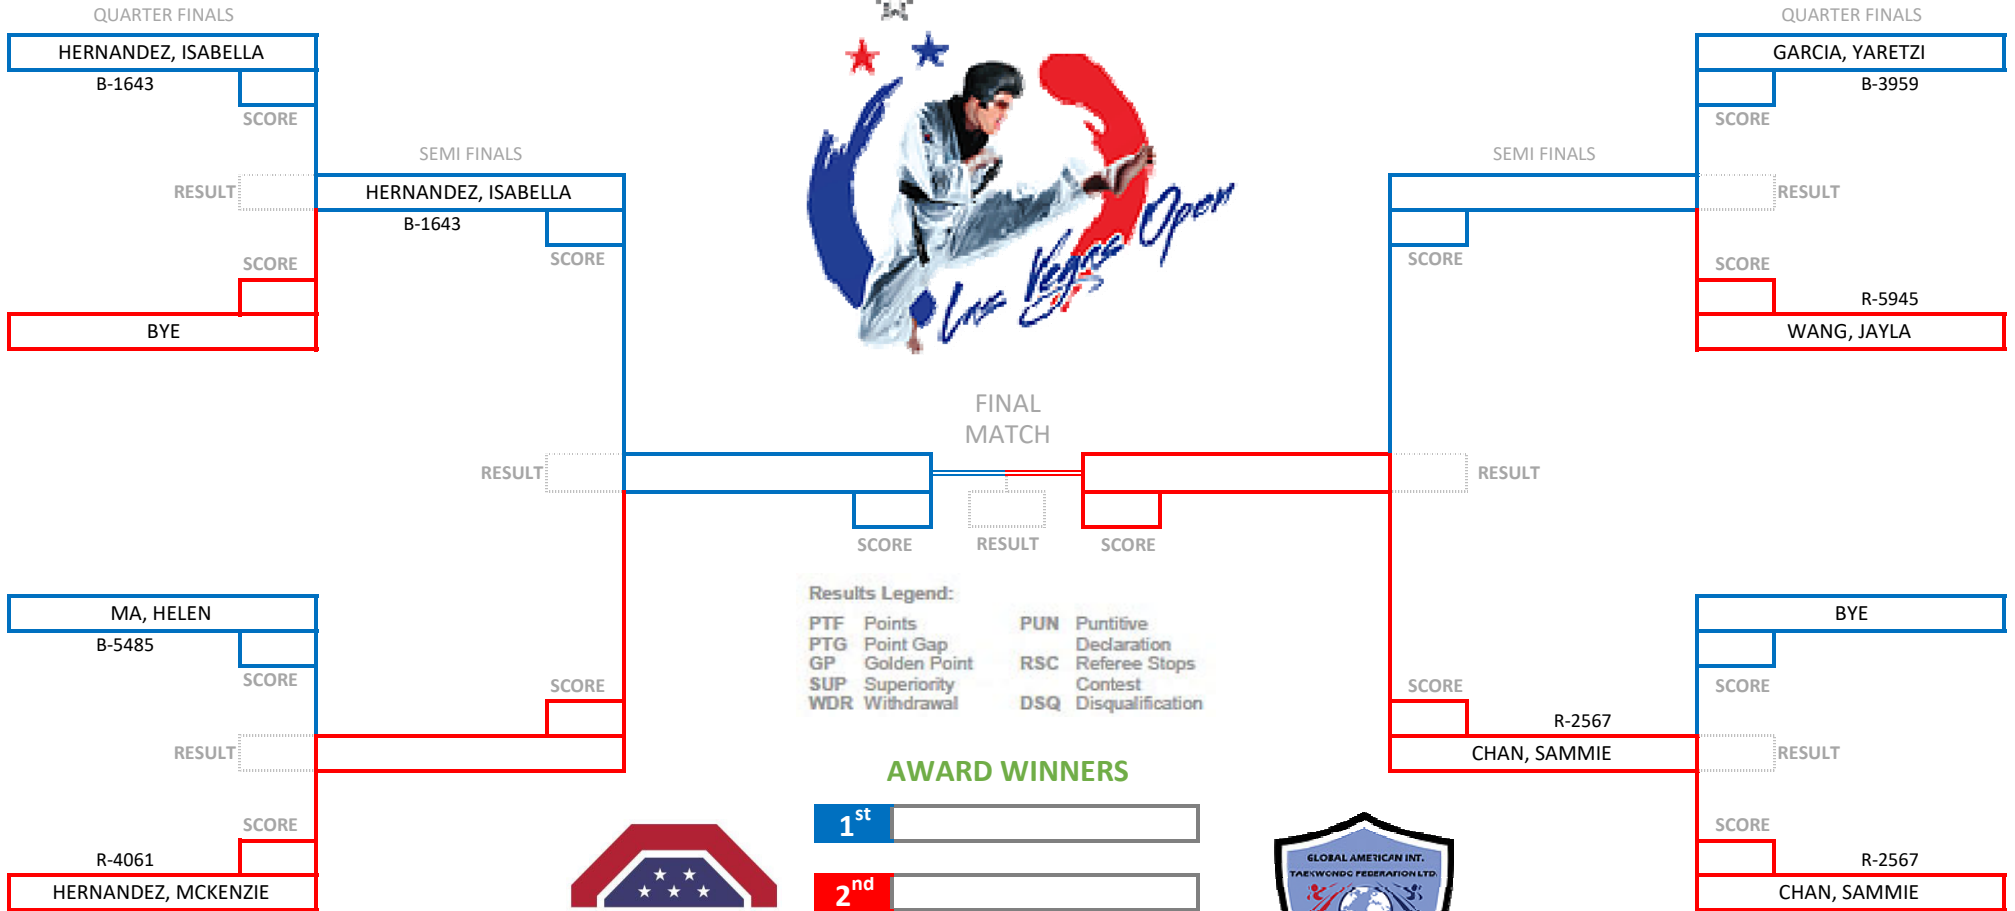 QUARTER FINALS
QUARTER FINALS
HERNANDEZ, ISABELLA
GARCIA, YARETZI
B-1643
B-3959
SCORE
SCORE
SEMI FINALS
SEMI FINALS
RESULT
HERNANDEZ, ISABELLA
RESULT
B-1643
SCORE
SCORE
SCORE
SCORE
R-5945
BYE
WANG, JAYLA
Las Vegas Open
FINAL
MATCH
RESULT
RESULT
SCORE
RESULT
SCORE
Results Legend:
PTF Points
PTG Point Gap
GP Golden Point
SUP Superiority
WDR Withdrawal
PUN Puntitive
Declaration
RSC Referee Stops
Contest
DSQ Disqualification
MA, HELEN
BYE
B-5485
SCORE
SCORE
SCORE
SCORE
R-2567
RESULT
CHAN, SAMMIE
RESULT
AWARD WINNERS
1st
SCORE
SCORE
R-4061
R-2567
HERNANDEZ, MCKENZIE
2nd
CHAN, SAMMIE
GLOBAL AMERICAN INT.
TAEKWONDO FEDERATION LTD.